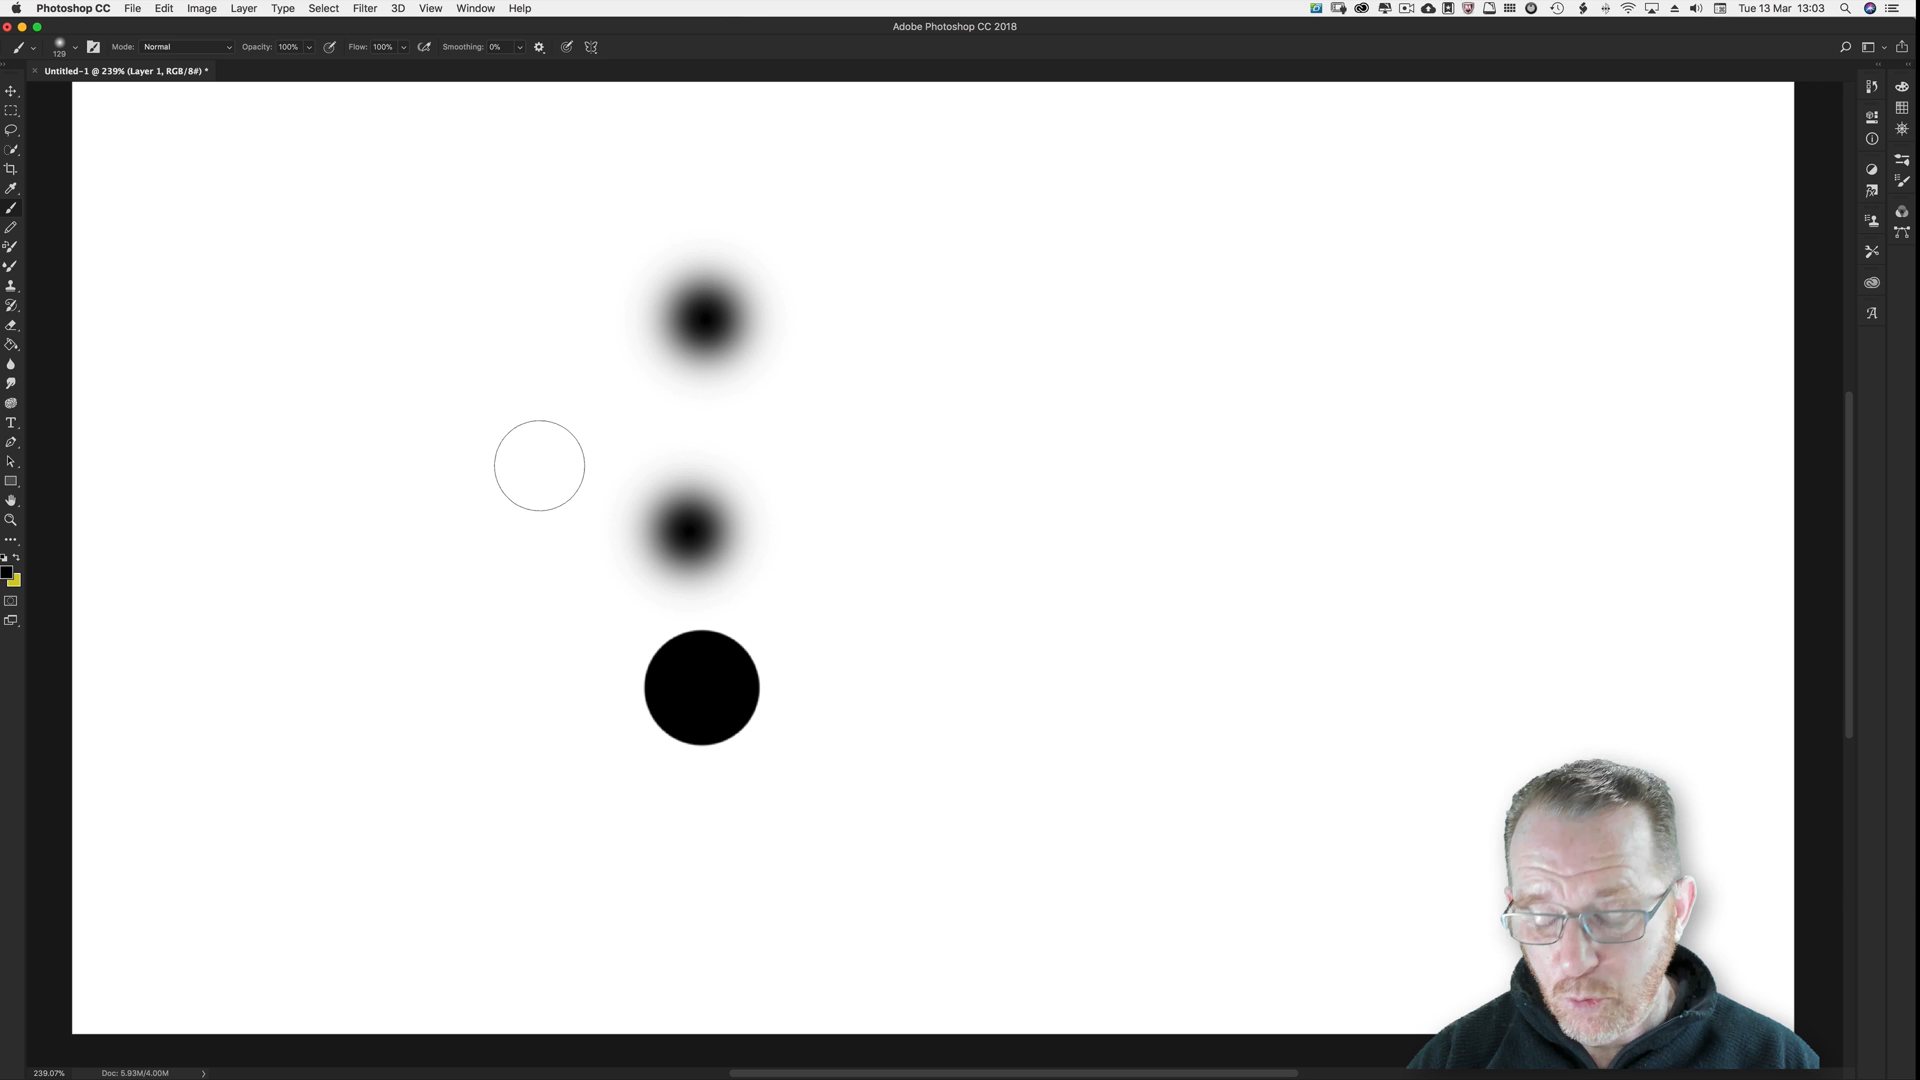 Photoshop CC File Edit Image Layer Type Select Filter 3D View Window Help Tue 13 Mar 13:03
Adobe Photoshop CC 2018
129 Mode: Normal Opacity: 100% Flow: 100% Smoothing: 0%
Untitled-1 @ 239% (Layer 1, RGB/8#) *
239.07% Doc: 5.93M/4.00M